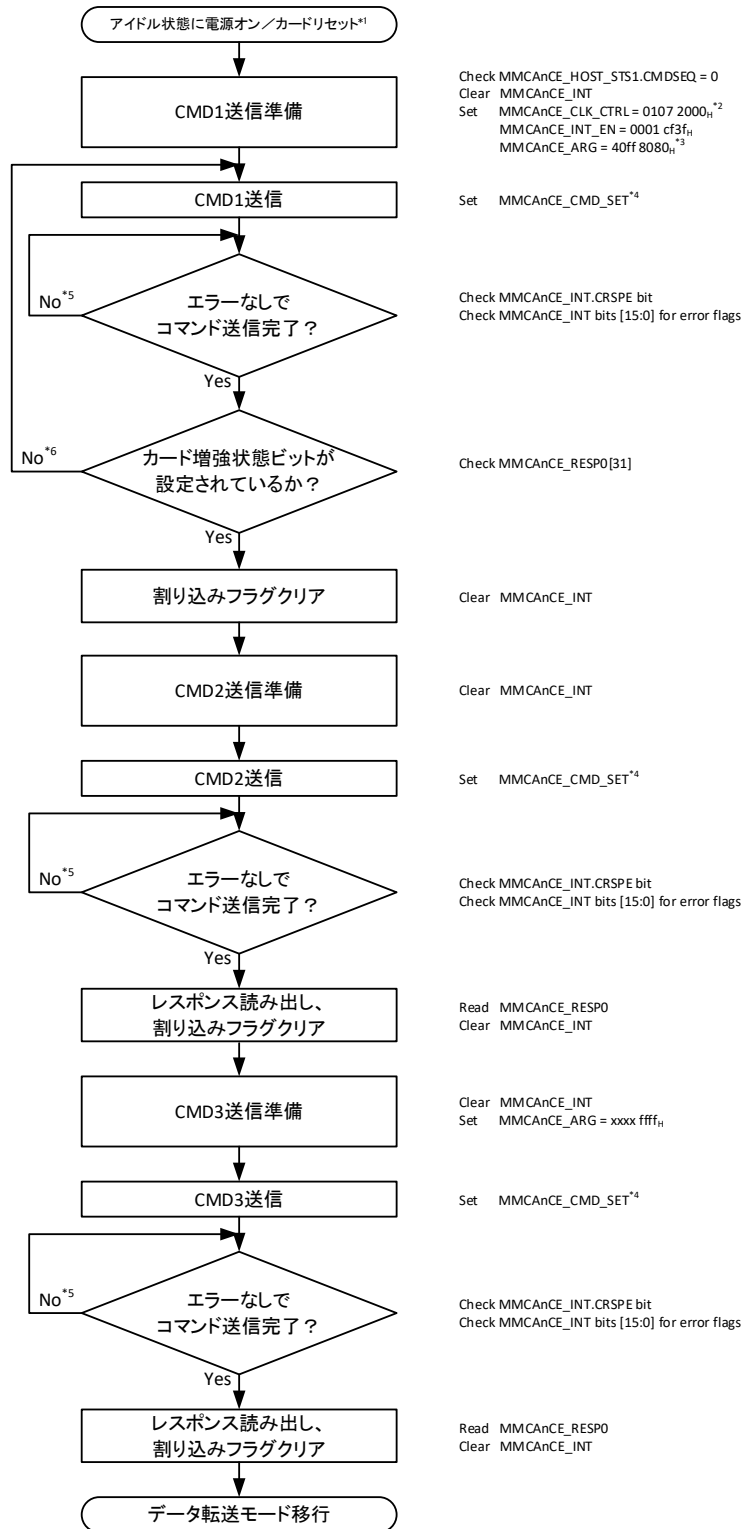 アイドル状態に電源オン／カードリセット*1
CMD1送信準備
Check MMCAnCE_HOST_STS1.CMDSEQ = 0
Clear MMCAnCE_INT
Set MMCAnCE_CLK_CTRL = 0107 2000H*2
MMCAnCE_INT_EN = 0001 cf3fH
MMCAnCE_ARG = 40ff 8080H*3
CMD1送信
Set MMCAnCE_CMD_SET*4
No*5
エラーなしで
コマンド送信完了？
Check MMCAnCE_INT.CRSPE bit
Check MMCAnCE_INT bits [15:0] for error flags
Yes
No*6
カード増強状態ビットが
設定されているか？
Check MMCAnCE_RESP0[31]
Yes
割り込みフラグクリア
Clear MMCAnCE_INT
CMD2送信準備
Clear MMCAnCE_INT
CMD2送信
Set MMCAnCE_CMD_SET*4
No*5
エラーなしで
コマンド送信完了？
Check MMCAnCE_INT.CRSPE bit
Check MMCAnCE_INT bits [15:0] for error flags
Yes
レスポンス読み出し、
割り込みフラグクリア
Read MMCAnCE_RESP0
Clear MMCAnCE_INT
CMD3送信準備
Clear MMCAnCE_INT
Set MMCAnCE_ARG = xxxx ffffH
CMD3送信
Set MMCAnCE_CMD_SET*4
No*5
エラーなしで
コマンド送信完了？
Check MMCAnCE_INT.CRSPE bit
Check MMCAnCE_INT bits [15:0] for error flags
Yes
レスポンス読み出し、
割り込みフラグクリア
Read MMCAnCE_RESP0
Clear MMCAnCE_INT
データ転送モード移行